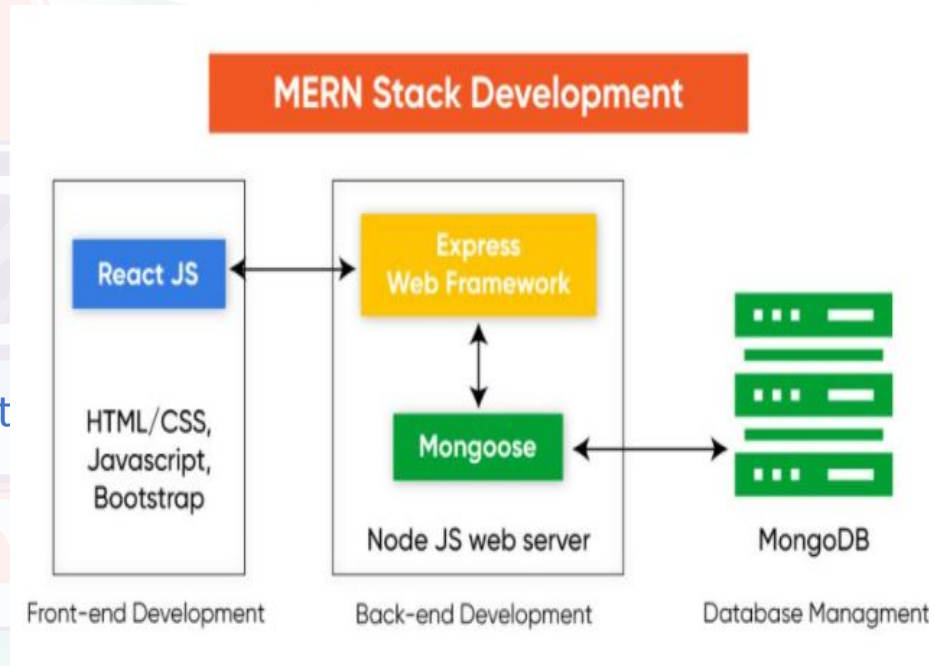 MERN Stack Development
React JS
HTML/CSS,
Javascript,
Bootstrap
Front-end Development
Express
Web Framework
Mongoose
Node JS web server
Back-end Development
MongoDB
Database Managment
t